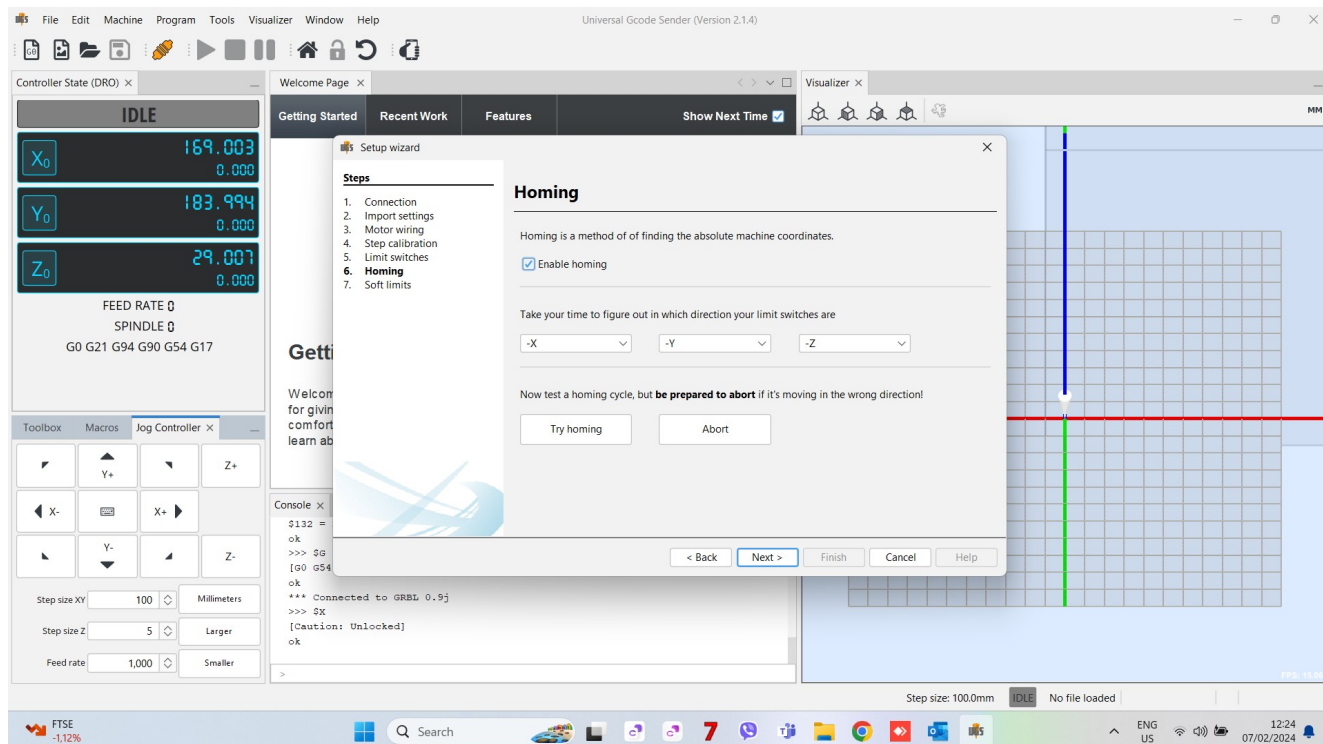 File Edit Machine Program Tools Visualizer Window Help
Universal Gcode Sender (Version 2.1.4)
Controller State (DRO)
IDLE
X0
169.003
0.000
Y0
183.994
0.000
Z0
29.007
0.000
FEED RATE 0
SPINDLE 0
G0 G21 G94 G90 G54 G17
Toolbox Macros Jog Controller
Y+
Z+
X-
X+
Y-
Z-
Step size XY 100 Millimeters
Step size Z 5 Larger
Feed rate 1,000 Smaller
Welcome Page
Getting Started Recent Work Features Show Next Time
Getti
Welcom
for givin
comfort
learn ab
Setup wizard
Steps
1. Connection
2. Import settings
3. Motor wiring
4. Step calibration
5. Limit switches
6. Homing
7. Soft limits
Homing
Homing is a method of of finding the absolute machine coordinates.
Enable homing
Take your time to figure out in which direction your limit switches are
-X -Y -Z
Now test a homing cycle, but be prepared to abort if it's moving in the wrong direction!
Try homing Abort
< Back Next > Finish Cancel Help
Console
$132 =
ok
>>> $G
[G0 G54
ok
*** Connected to GRBL 0.9j
>>> $X
[Caution: Unlocked]
ok
>
Visualizer
MM
Step size: 100.0mm IDLE No file loaded
FTSE
-1,12%
Search
ENG
US
12:24
07/02/2024